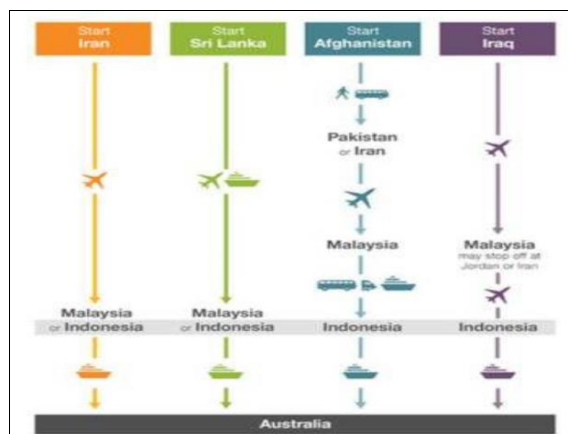 Start
Iran
Start
Sri Lanka
Start
Afghanistan
Start
Iraq
Pakistan
or Iran
Malaysia
Malaysia
may stop off at
Jordan or Iran
Malaysia
or Indonesia
Malaysia
or Indonesia
Indonesia
Indonesia
Australia